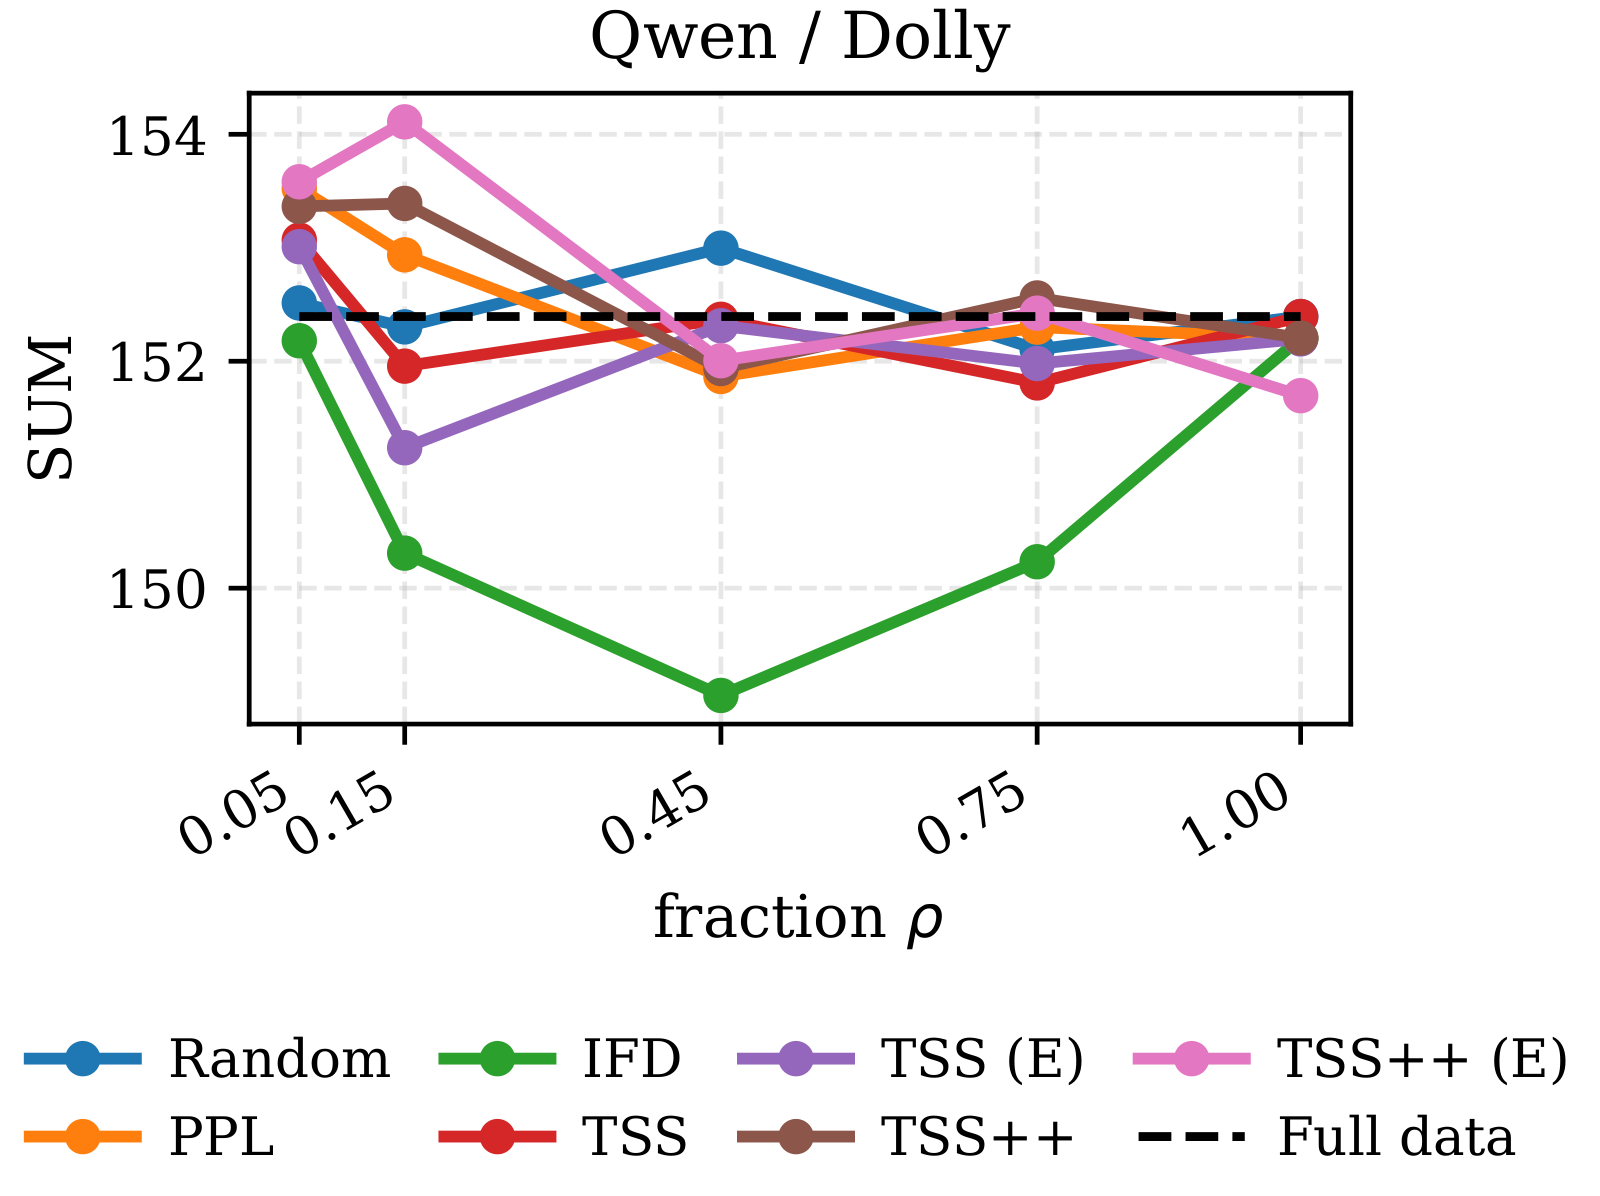 Qwen / Dolly
SUM
154
152
150
0.05
0.15
0.45
0.75
1.00
fraction ρ
Random
IFD
TSS (E)
TSS++ (E)
PPL
TSS
TSS++
Full data